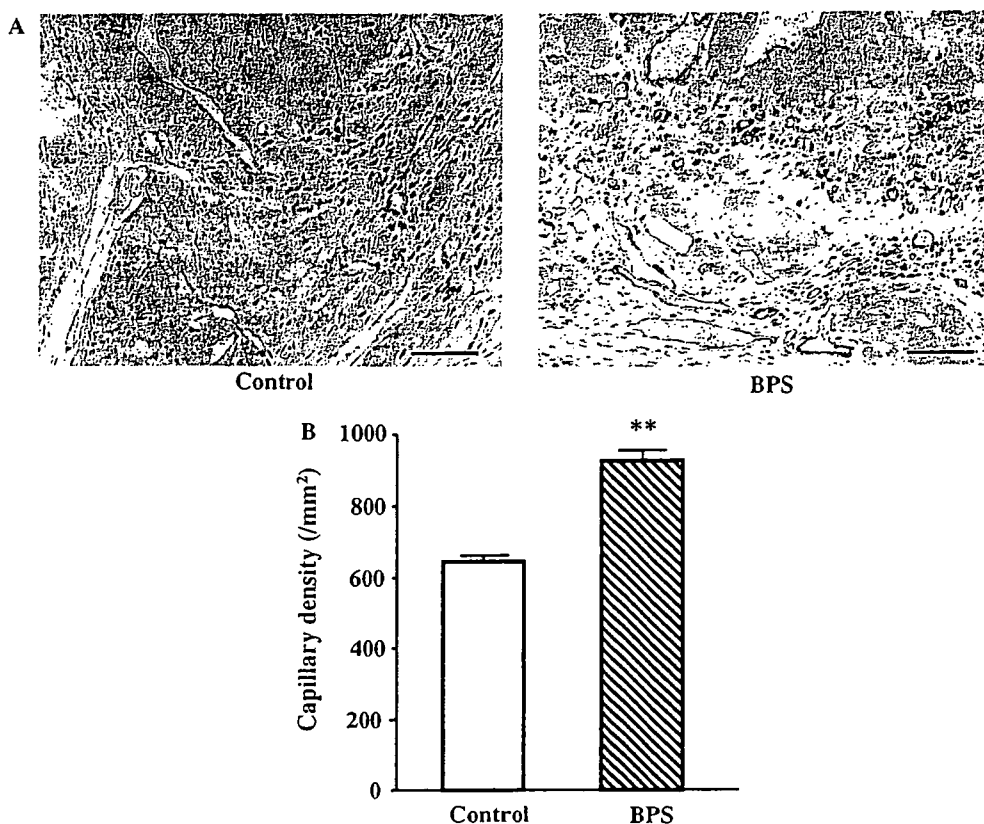 A
Control
BPS
B
**
Capillary density (/mm²)
1000
800
600
400
200
0
Control
BPS